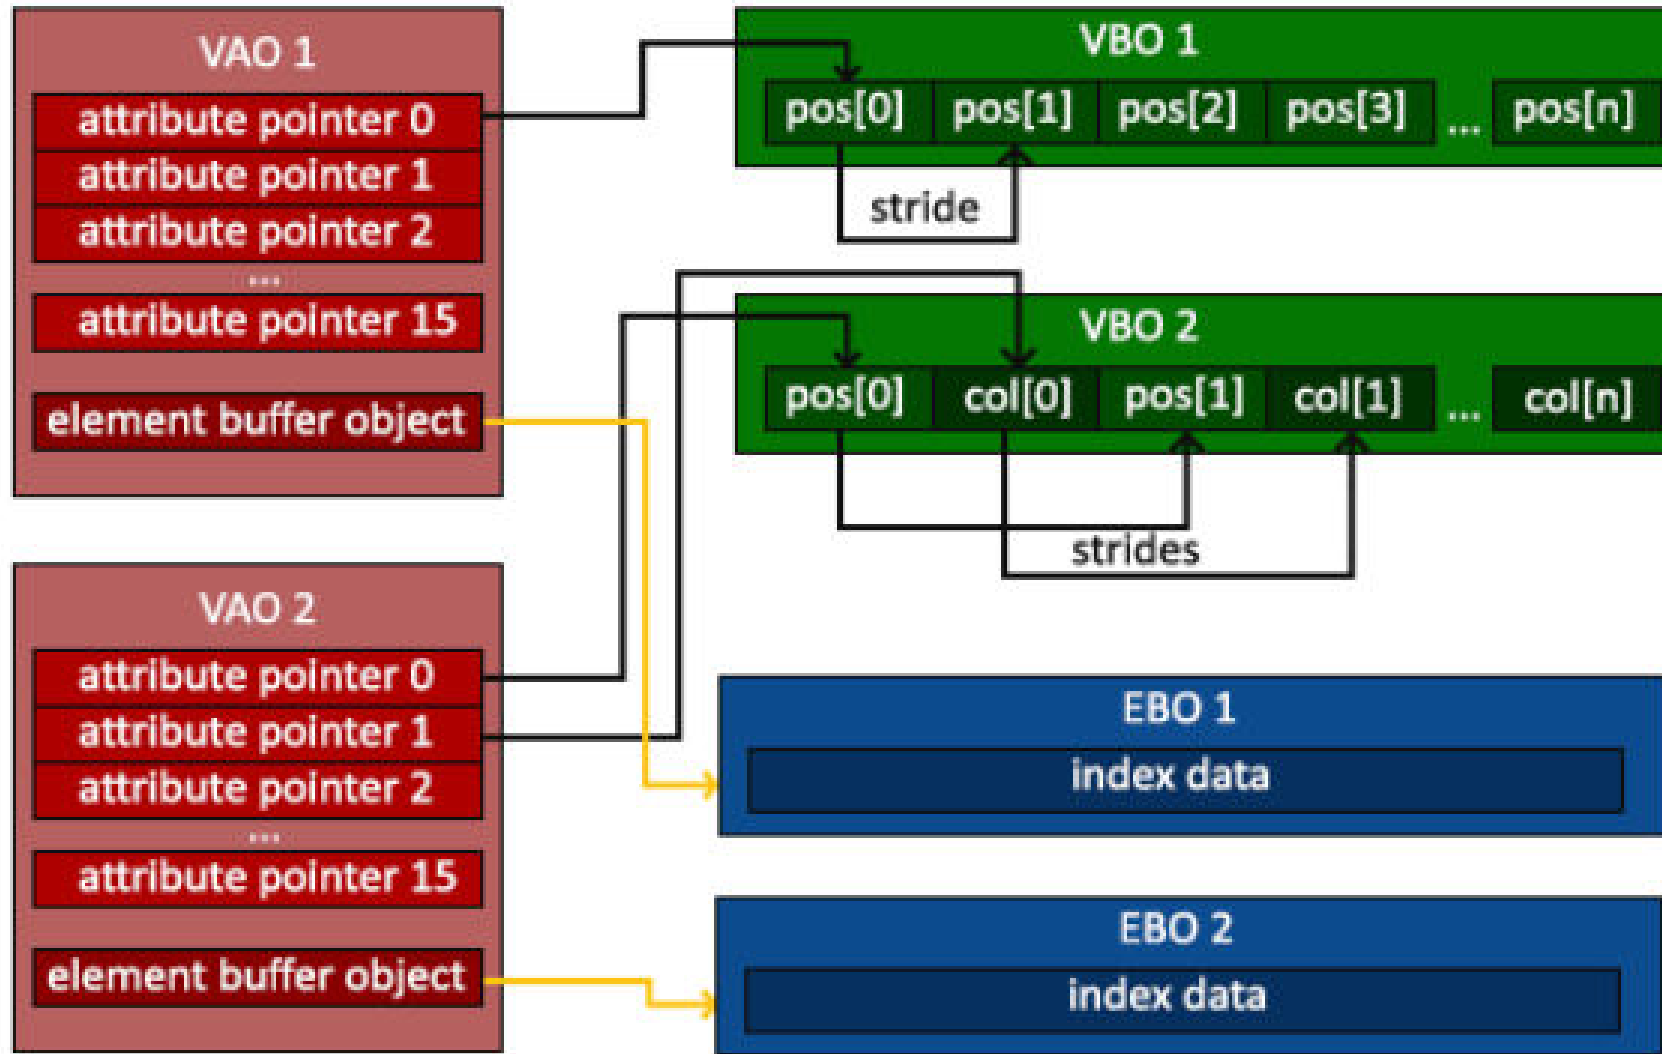 VAO 1
attribute pointer 0
attribute pointer 1
attribute pointer 2
...
attribute pointer 15
element buffer object
VBO 1
pos[0] pos[1] pos[2] pos[3] ... pos[n]
stride
VBO 2
pos[0] col[0] pos[1] col[1] ... col[n]
strides
VAO 2
attribute pointer 0
attribute pointer 1
attribute pointer 2
...
attribute pointer 15
element buffer object
EBO 1
index data
EBO 2
index data